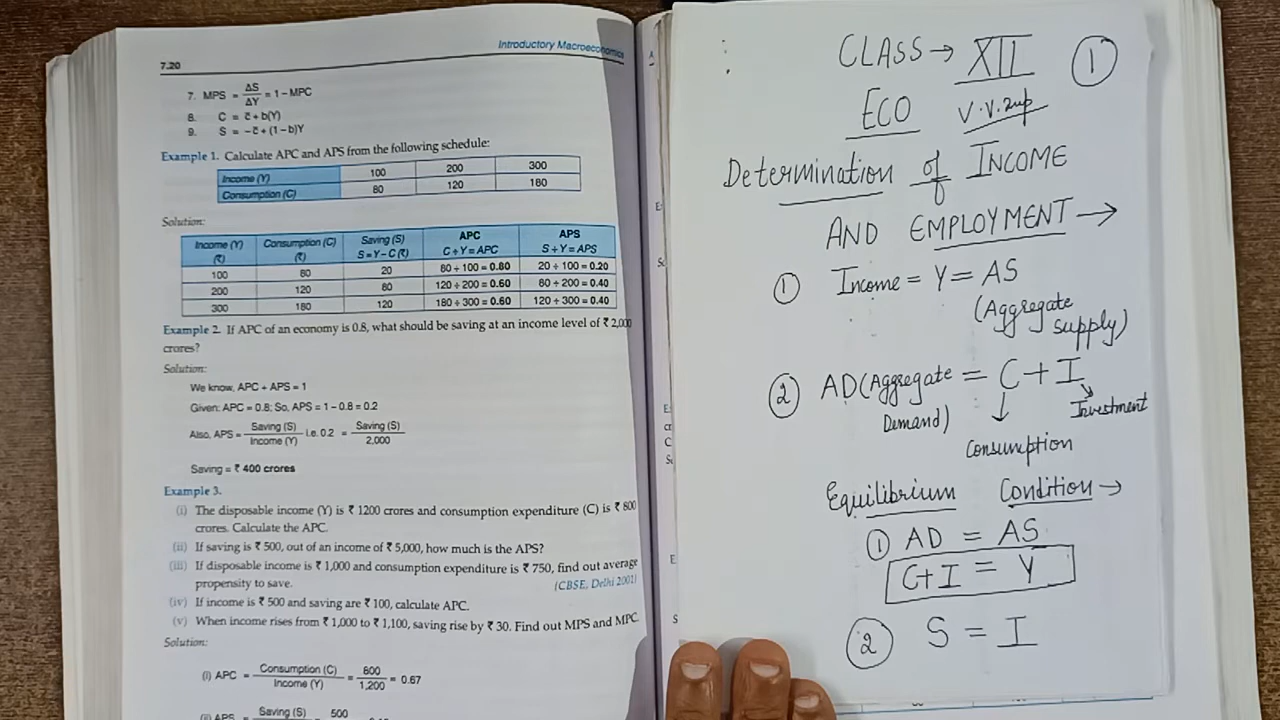 7.20
Introductory Macroeconomics
7. MPS = ΔS/ΔY = 1 – MPC
8. C = c̄ + b(Y)
9. S = –c̄ + (1–b)Y
Example 1. Calculate APC and APS from the following schedule:
Income (Y) 100 200 300
Consumption (C) 80 120 180
Solution:
Income (Y) (₹) Consumption (C) (₹) Saving (S) S = Y – C (₹) APC C ÷ Y = APC APS S ÷ Y = APS
100 80 20 80 ÷ 100 = 0.80 20 ÷ 100 = 0.20
200 120 80 120 ÷ 200 = 0.60 80 ÷ 200 = 0.40
300 180 120 180 ÷ 300 = 0.60 120 ÷ 300 = 0.40
Example 2. If APC of an economy is 0.8, what should be saving at an income level of ₹ 2,000
crores?
Solution:
We know, APC + APS = 1
Given: APC = 0.8; So, APS = 1 – 0.8 = 0.2
Also, APS = Saving (S)/Income (Y) i.e. 0.2 = Saving (S)/2,000
Saving = ₹ 400 crores
Example 3.
(i) The disposable income (Y) is ₹ 1200 crores and consumption expenditure (C) is ₹ 800
crores. Calculate the APC.
(ii) If saving is ₹ 500, out of an income of ₹ 5,000, how much is the APS?
(iii) If disposable income is ₹ 1,000 and consumption expenditure is ₹ 750, find out average
propensity to save. (CBSE, Delhi 2001)
(iv) If income is ₹ 500 and saving are ₹ 100, calculate APC.
(v) When income rises from ₹ 1,000 to ₹ 1,100, saving rise by ₹ 30. Find out MPS and MPC.
Solution:
(i) APC = Consumption (C)/Income (Y) = 800/1,200 = 0.67
(ii) APS Saving (S) 500
CLASS → XII ①
ECO V.V.Imp
Determination of INCOME
AND EMPLOYMENT →
① Income = Y = AS
(Aggregate
supply)
② AD (Aggregate = C + I
Demand) ↓ Investment
Consumption
Equilibrium Condition →
① AD = AS
C+I = Y
② S = I